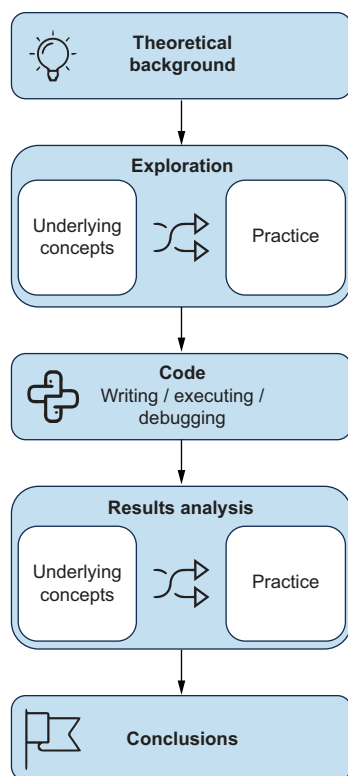 Theoretical
background
Exploration
Underlying
concepts
Practice
Code
Writing / executing /
debugging
Results analysis
Underlying
concepts
Practice
Conclusions